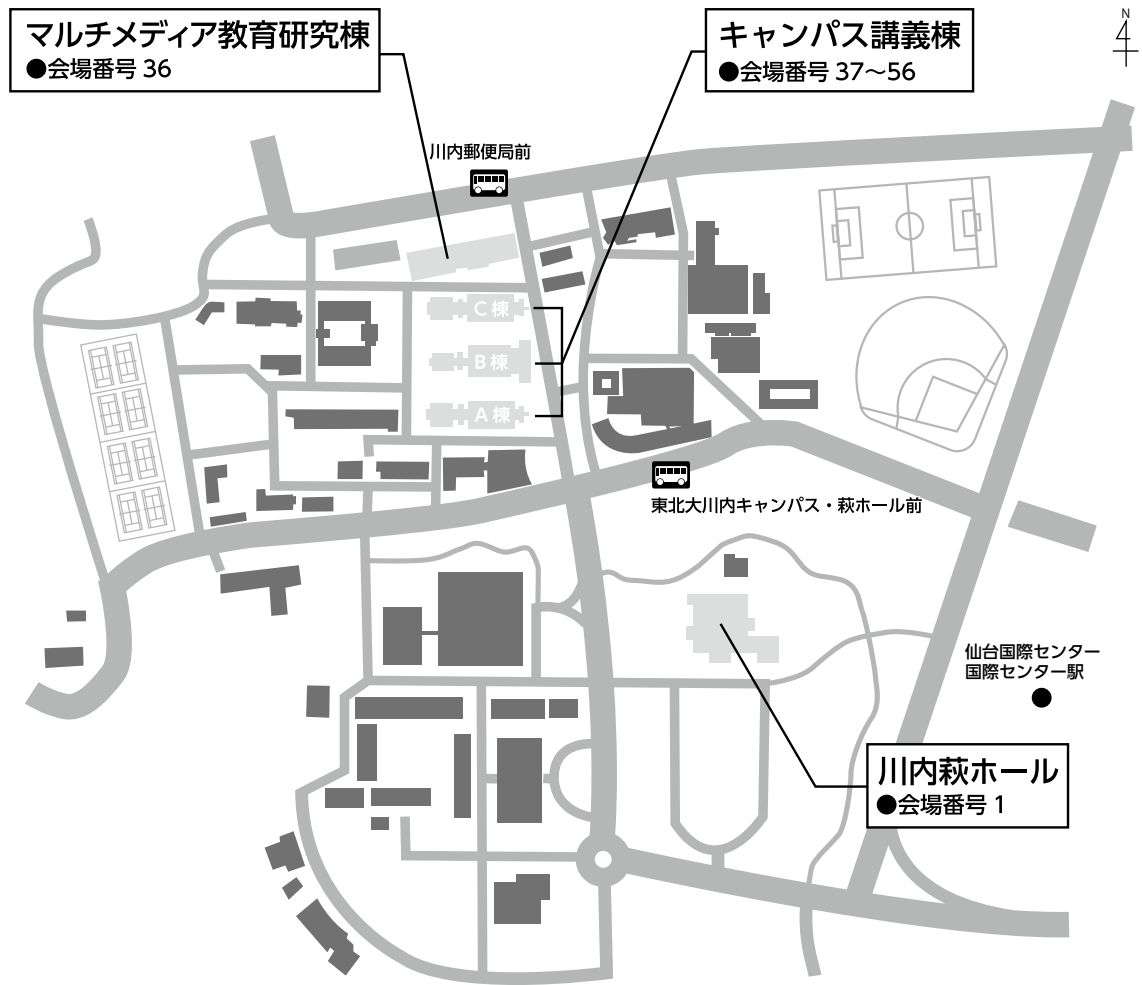 マルチメディア教育研究棟
●会場番号 36
キャンパス講義棟
●会場番号 37〜56
N
川内郵便局前
C棟
B棟
A棟
東北大川内キャンパス・萩ホール前
仙台国際センター
国際センター駅
川内萩ホール
●会場番号 1